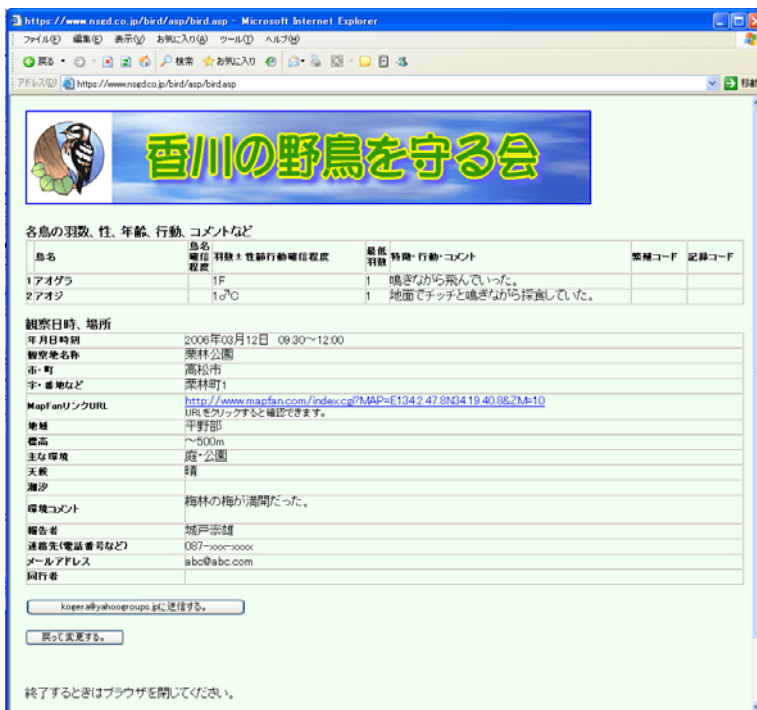 https://www.nsgd.co.jp/bird/asp/bird.asp - Microsoft Internet Explorer
ファイル(F) 編集(E) 表示(V) お気に入り(A) ツール(T) ヘルプ(H)
戻る 検索 お気に入り
アドレス(D) https://www.nsgd.co.jp/bird/asp/bird.asp 移動
香川の野鳥を守る会
各鳥の羽数、性、年齢、行動、コメントなど
鳥名 鳥名確信程度 羽数±性齢行動確信程度 最低羽数 特徴・行動・コメント 繁殖コード 記録コード
1 アオゲラ 1F 1 鳴きながら飛んでいった。
2 アオジ 1♂C 1 地面でチッチと鳴きながら採食していた。
観察日時、場所
年月日時刻 2006年03月12日 09:30～12:00
観察地名称 栗林公園
市・町 高松市
字・番地など 栗林町1
MapFanリンクURL http://www.mapfan.com/index.cgi?MAP=E134.2.47.8N34.19.40.8&ZM=10
URLをクリックすると確認できます。
地域 平野部
標高 ～500m
主な環境 庭・公園
天候 晴
潮汐
環境コメント 梅林の梅が満開だった。
報告者 城戸崇雄
連絡先(電話番号など) 087-xxx-xxxx
メールアドレス abc@abc.com
同行者
kogera@yahoogroups.jpに送信する。
戻って変更する。
終了するときはブラウザを閉じてください。